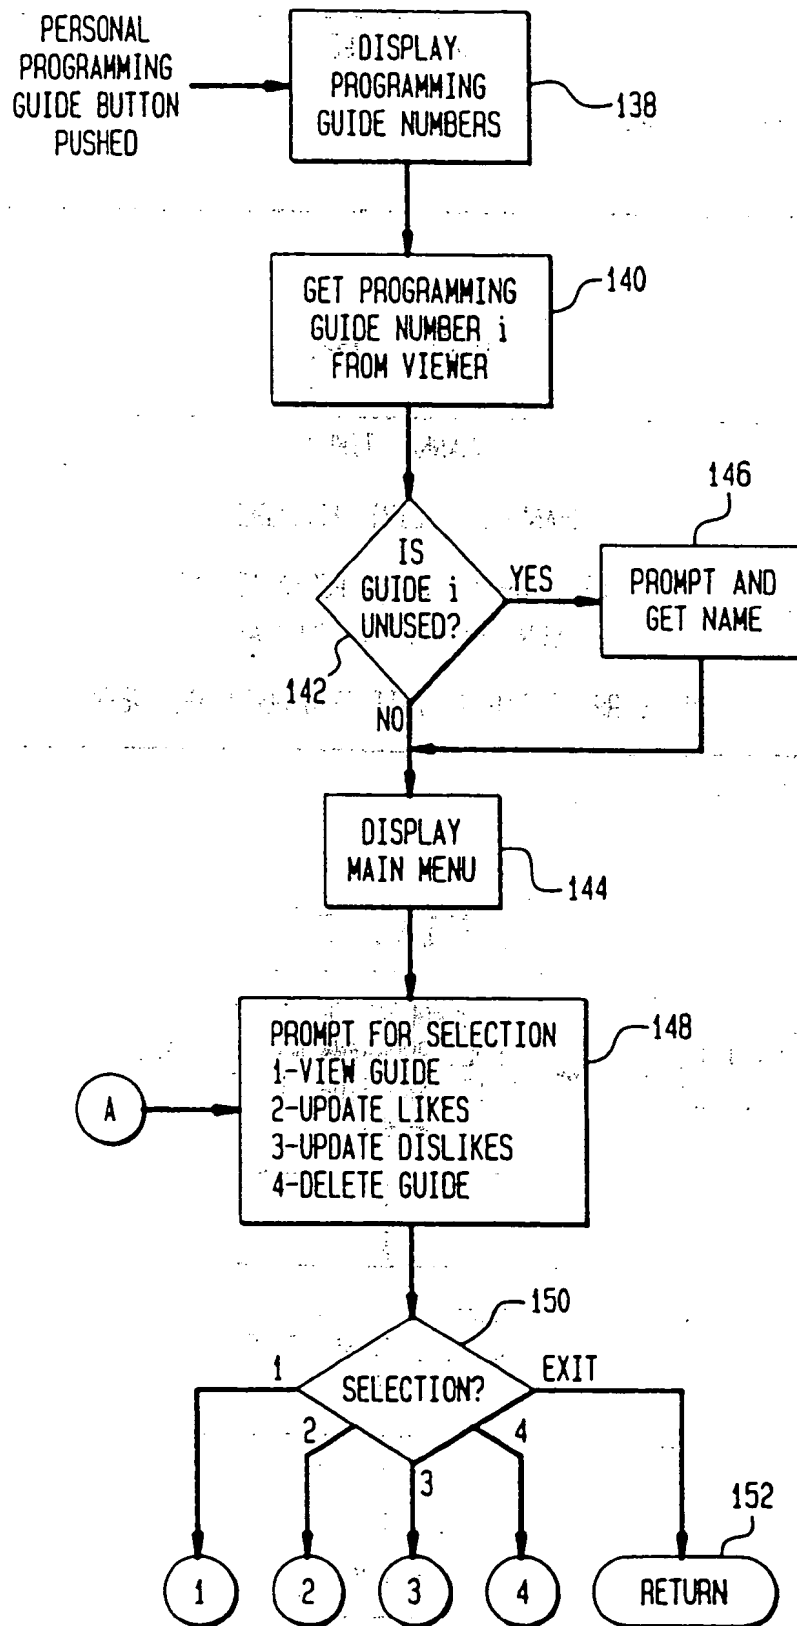 PERSONAL
PROGRAMMING
GUIDE BUTTON
PUSHED
DISPLAY
PROGRAMMING
GUIDE NUMBERS
138
GET PROGRAMMING
GUIDE NUMBER i
FROM VIEWER
140
IS
GUIDE i
UNUSED?
142
YES
NO
146
PROMPT AND
GET NAME
DISPLAY
MAIN MENU
144
A
PROMPT FOR SELECTION
1-VIEW GUIDE
2-UPDATE LIKES
3-UPDATE DISLIKES
4-DELETE GUIDE
148
150
SELECTION?
1
2
3
4
EXIT
152
1
2
3
4
RETURN